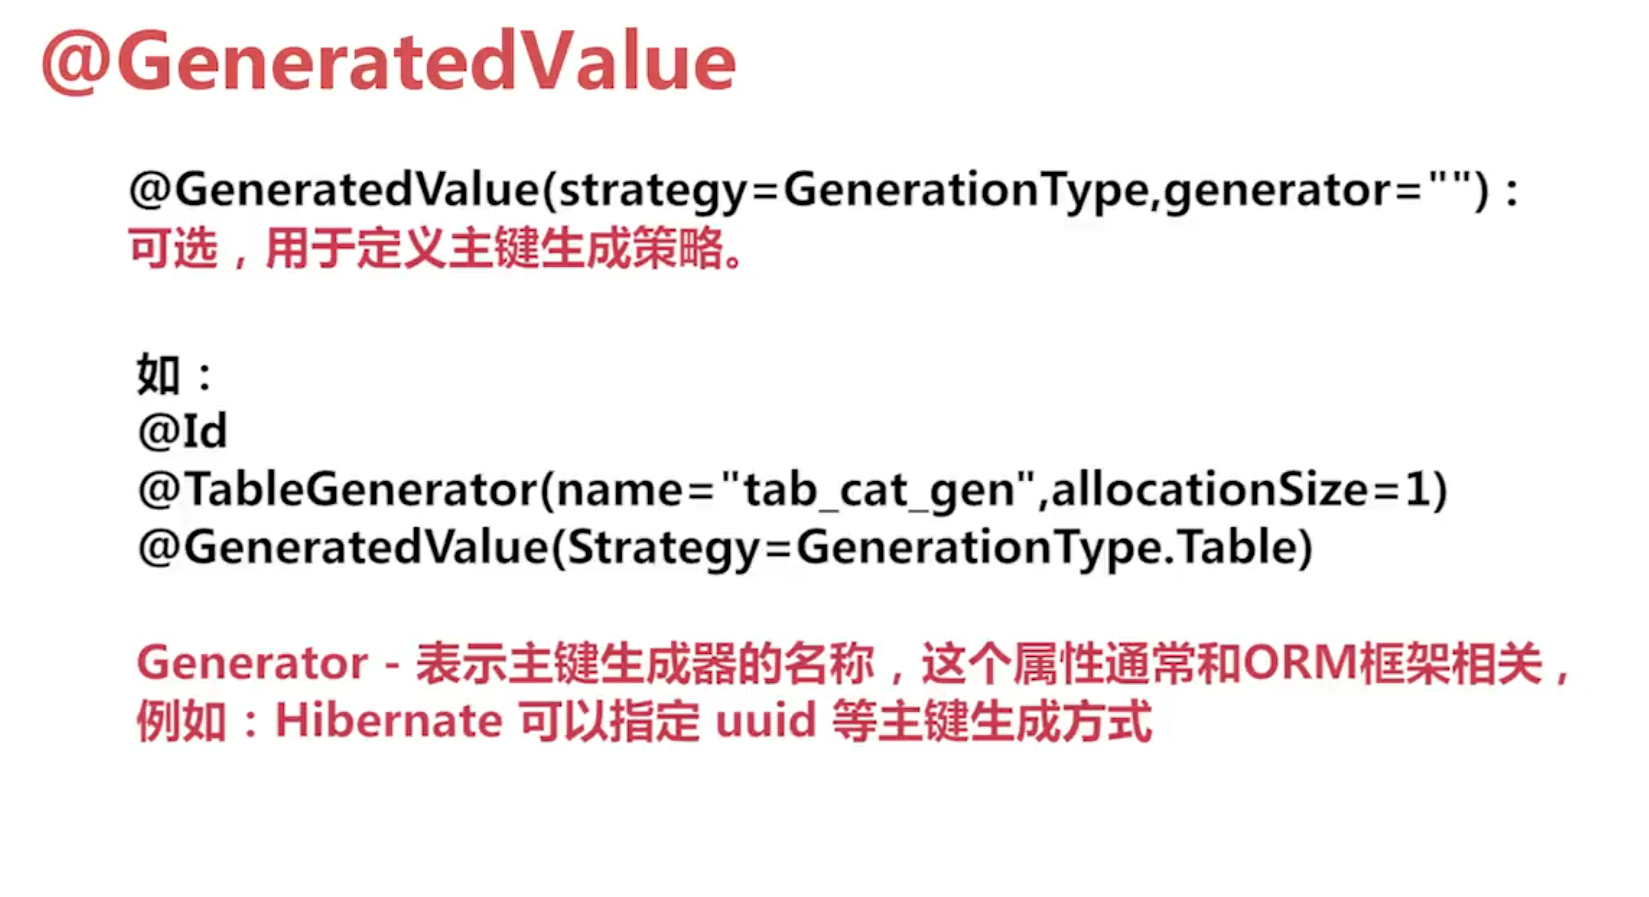 @GeneratedValue
@GeneratedValue(strategy=GenerationType,generator="")：
可选，用于定义主键生成策略。
如：
@Id
@TableGenerator(name="tab_cat_gen",allocationSize=1)
@GeneratedValue(Strategy=GenerationType.Table)
Generator - 表示主键生成器的名称，这个属性通常和ORM框架相关，
例如：Hibernate 可以指定 uuid 等主键生成方式